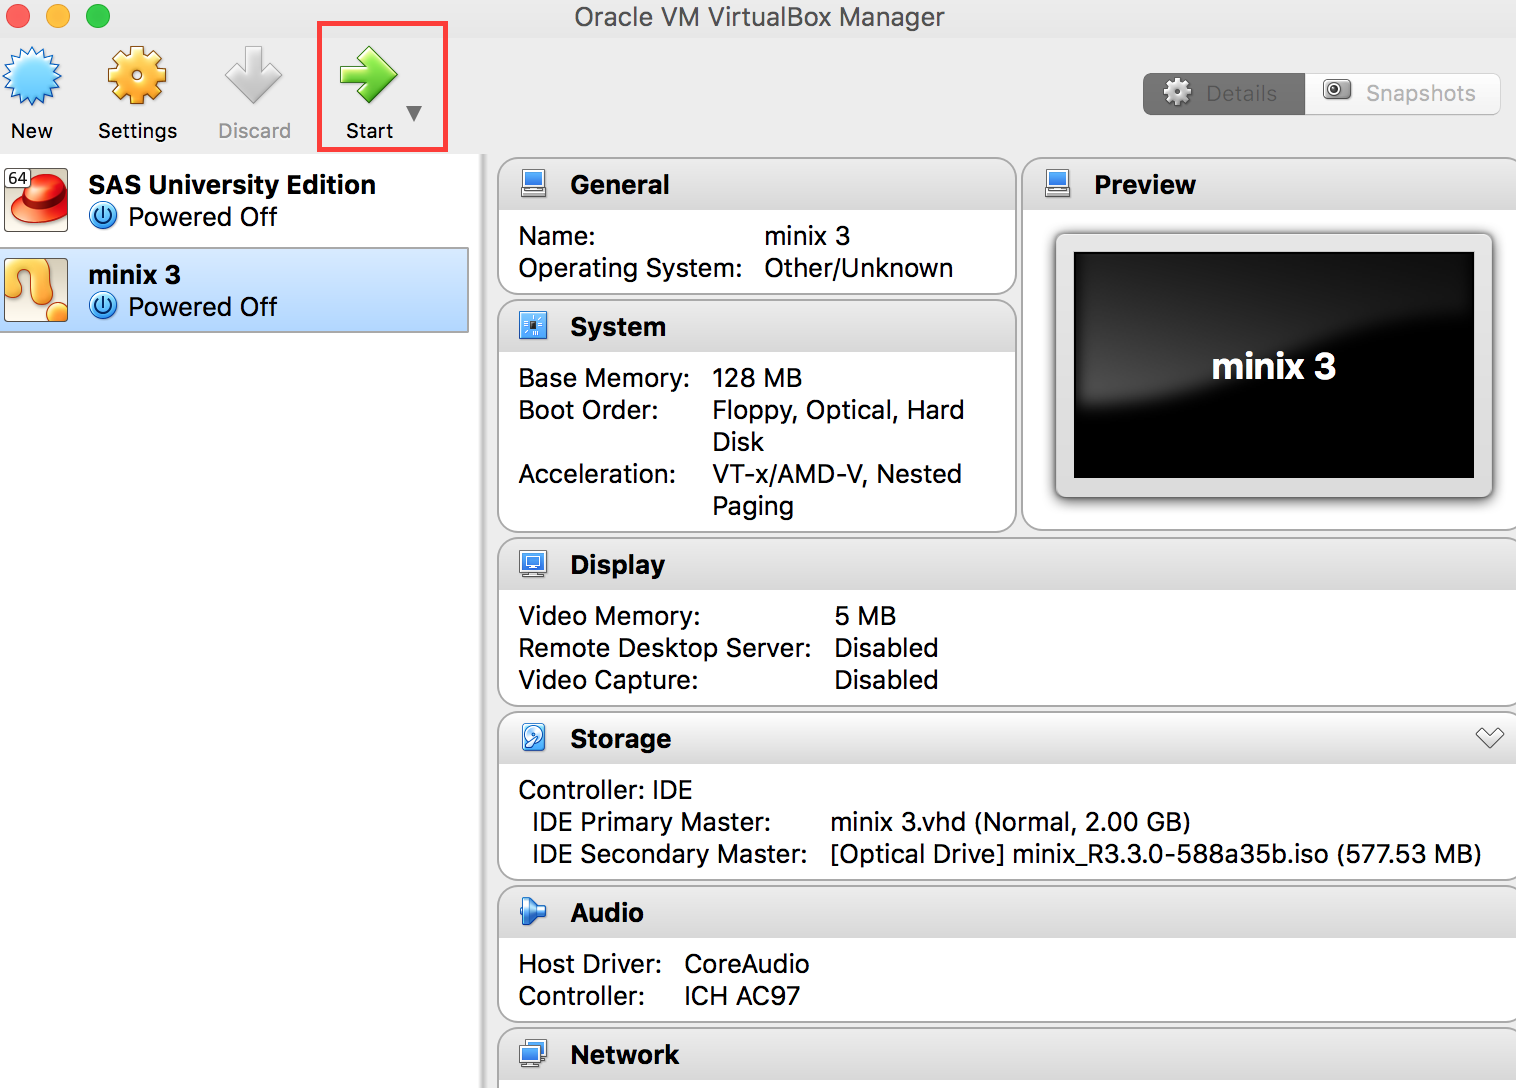 Oracle VM VirtualBox Manager
New
Settings
Discard
Start
Details
Snapshots
64
SAS University Edition
Powered Off
minix 3
Powered Off
General
Name: minix 3
Operating System: Other/Unknown
System
Base Memory: 128 MB
Boot Order: Floppy, Optical, Hard
Disk
Acceleration: VT-x/AMD-V, Nested
Paging
Preview
minix 3
Display
Video Memory: 5 MB
Remote Desktop Server: Disabled
Video Capture: Disabled
Storage
Controller: IDE
IDE Primary Master: minix 3.vhd (Normal, 2.00 GB)
IDE Secondary Master: [Optical Drive] minix_R3.3.0-588a35b.iso (577.53 MB)
Audio
Host Driver: CoreAudio
Controller: ICH AC97
Network